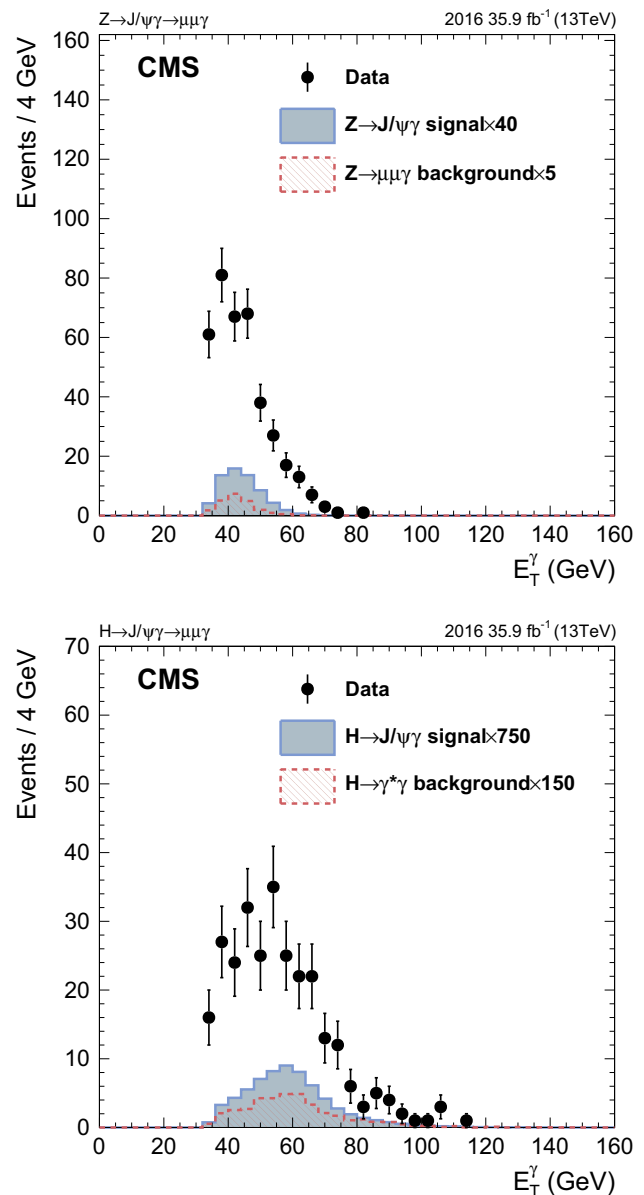 Z→J/ψγ→μμγ 2016 35.9 fb⁻¹ (13TeV)
160
CMS
Data
140
Z→J/ψγ signal×40
120
Z→μμγ background×5
100
80
60
40
20
0
Events / 4 GeV
0 20 40 60 80 100 120 140 160
E_T^γ (GeV)
H→J/ψγ→μμγ 2016 35.9 fb⁻¹ (13TeV)
70
CMS
Data
60
H→J/ψγ signal×750
50
H→γ*γ background×150
40
30
20
10
0
Events / 4 GeV
0 20 40 60 80 100 120 140 160
E_T^γ (GeV)